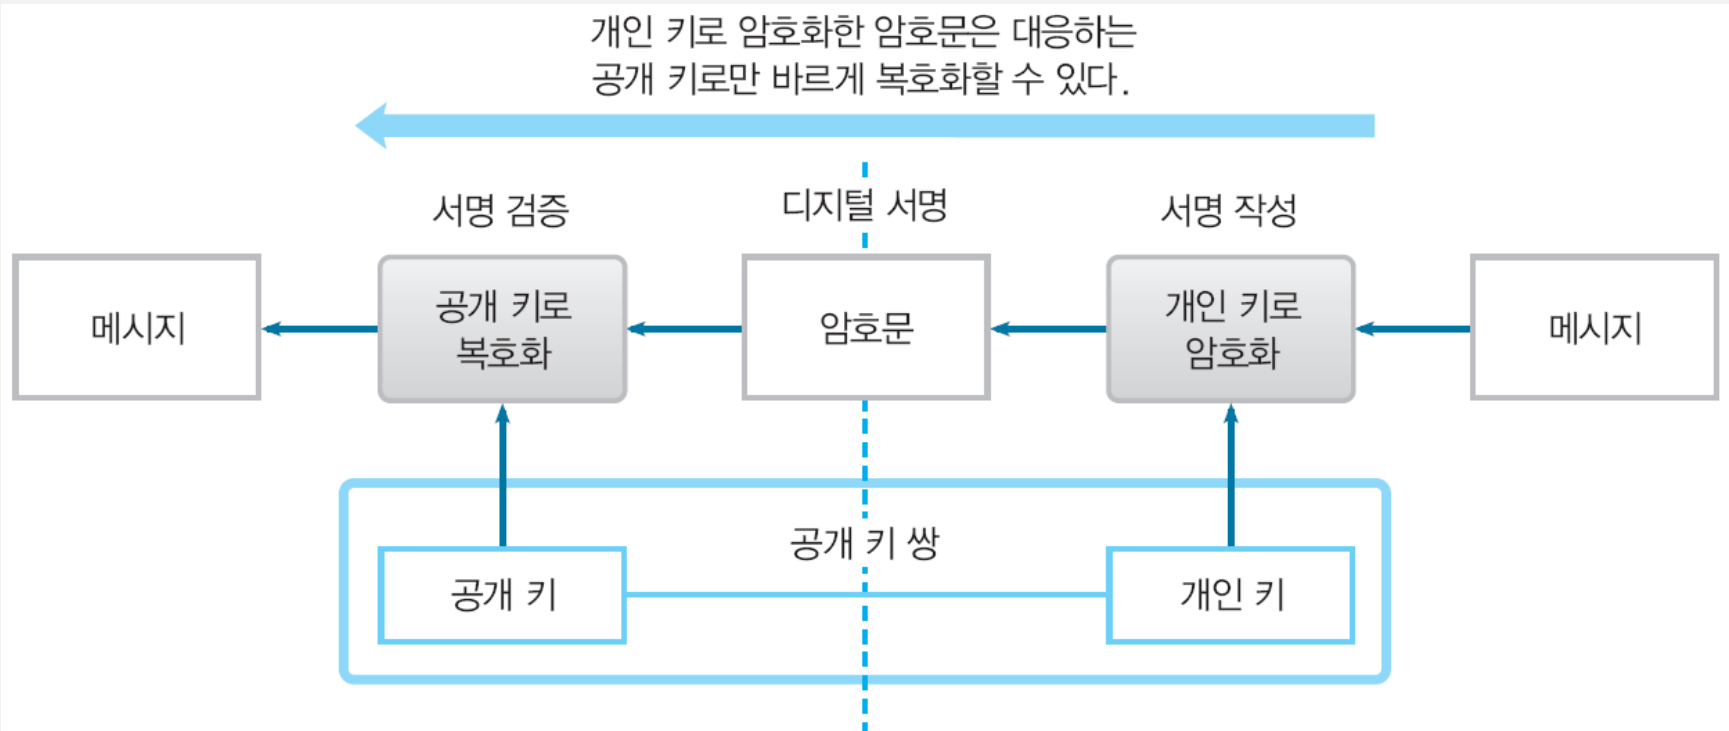 개인 키로 암호화한 암호문은 대응하는
공개 키로만 바르게 복호화할 수 있다.
서명 검증
디지털 서명
서명 작성
메시지
공개 키로
복호화
암호문
개인 키로
암호화
메시지
공개 키 쌍
공개 키
개인 키